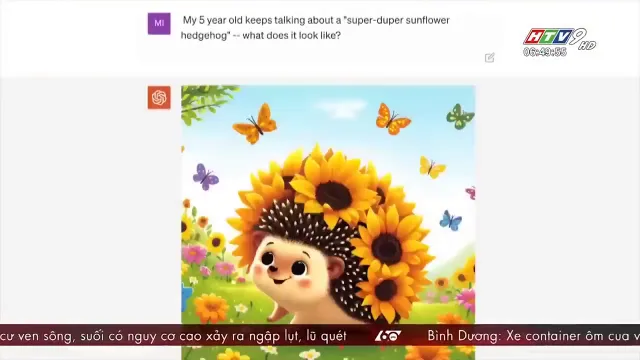 MI
My 5 year old keeps talking about a "super-duper sunflower
hedgehog" -- what does it look like?
HTV9 HD
06:49:55
cư ven sông, suối có nguy cơ cao xảy ra ngập lụt, lũ quét
60
Bình Dương: Xe container ôm cua v